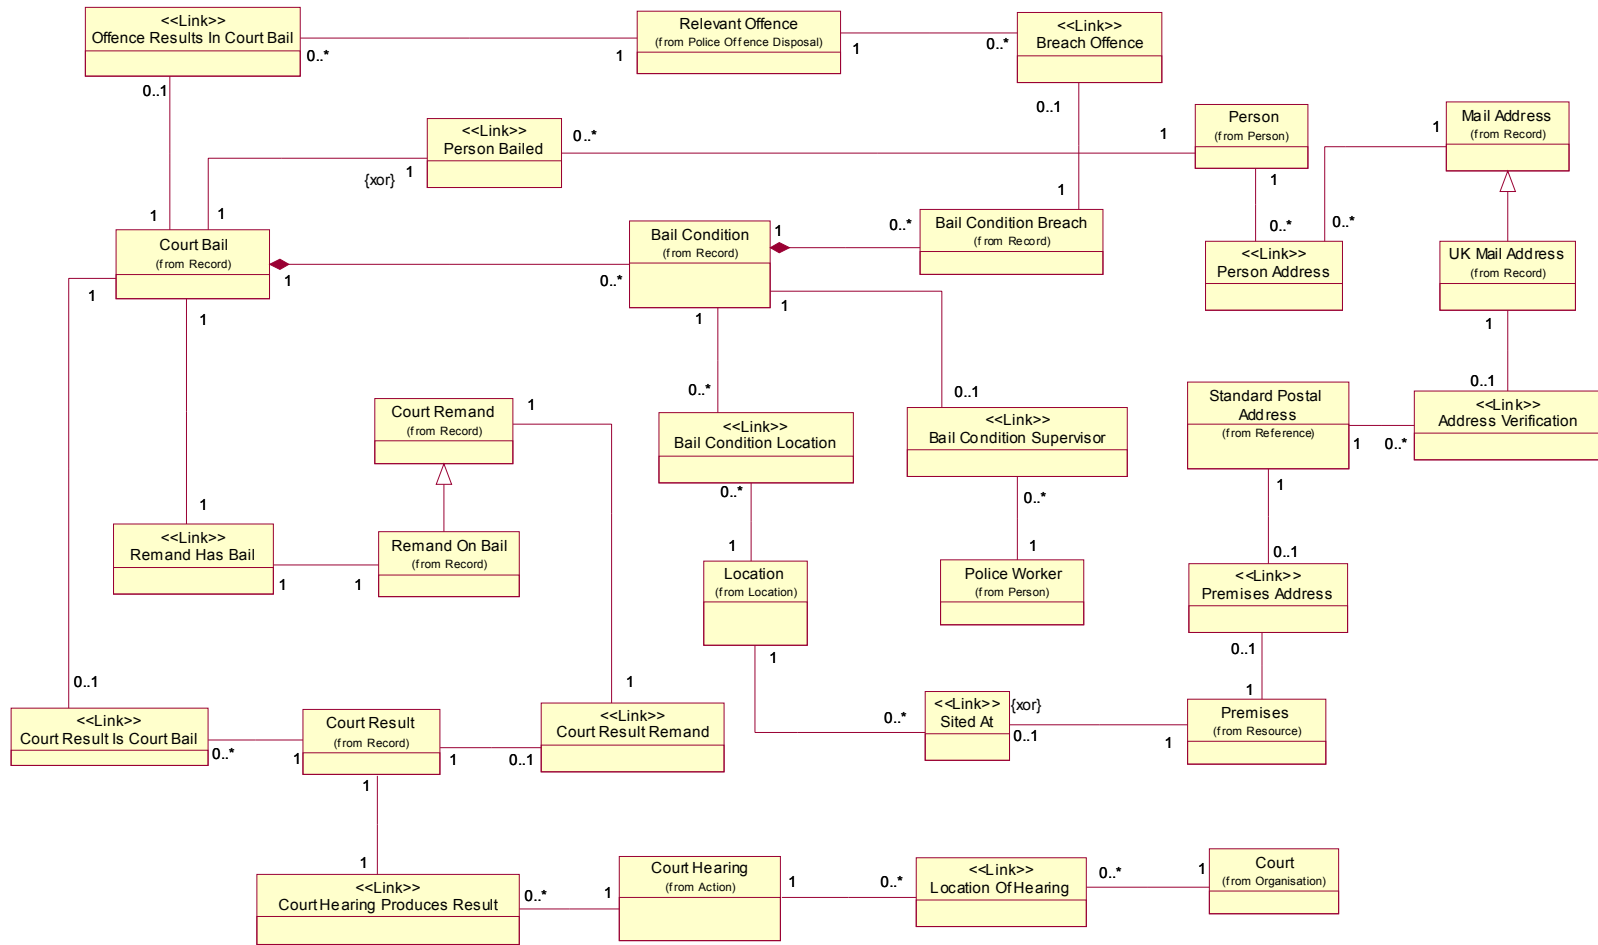 <<Link>>
Offence Results In Court Bail
0..*
1
Relevant Offence
(from Police Offence Disposal)
1
0..*
<<Link>>
Breach Offence
0..1
0..1
1
<<Link>>
Person Bailed
0..*
1
{xor}
1
Person
(from Person)
1
1
Mail Address
(from Record)
1
1
1
Court Bail
(from Record)
1
1
1
0..*
Bail Condition
(from Record)
1
0..*
1
1
Bail Condition Breach
(from Record)
0..*
0..*
<<Link>>
Person Address
UK Mail Address
(from Record)
1
0..1
Court Remand
(from Record)
1
0..*
<<Link>>
Bail Condition Location
0..*
0..1
<<Link>>
Bail Condition Supervisor
0..*
Standard Postal
Address
(from Reference)
1
0..*
1
<<Link>>
Address Verification
1
<<Link>>
Remand Has Bail
1
1
Remand On Bail
(from Record)
1
Location
(from Location)
1
1
Police Worker
(from Person)
0..1
<<Link>>
Premises Address
0..1
0..1
<<Link>>
Court Result Is Court Bail
0..*
1
Court Result
(from Record)
1
0..1
1
1
<<Link>>
Court Result Remand
0..*
<<Link>>
Sited At
{xor}
0..1
1
1
Premises
(from Resource)
1
<<Link>>
Court Hearing Produces Result
0..*
1
Court Hearing
(from Action)
1
0..*
<<Link>>
Location Of Hearing
0..*
1
Court
(from Organisation)